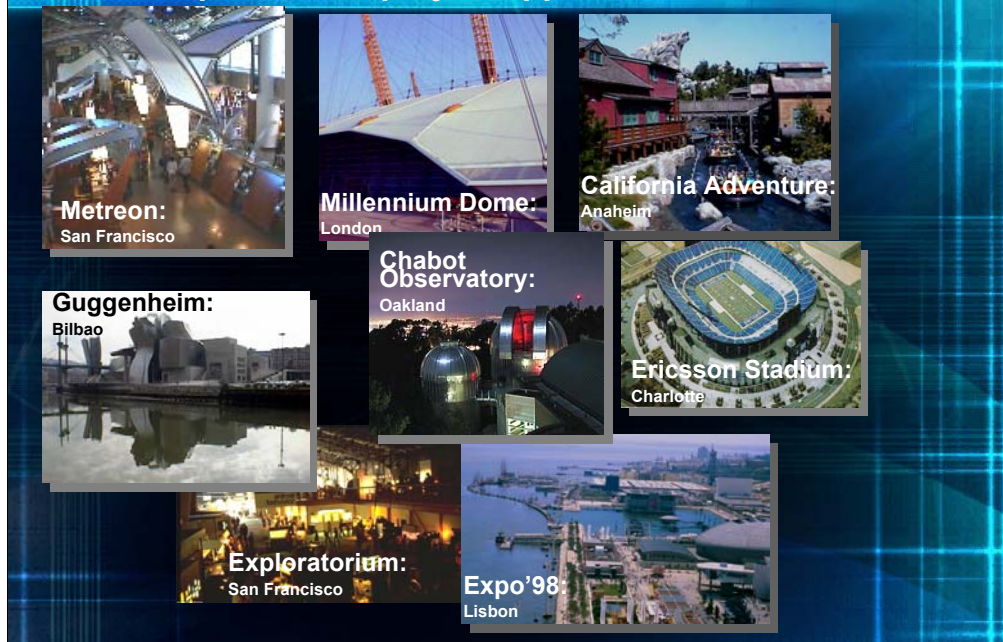 Metreon:
San Francisco
Millennium Dome:
London
California Adventure:
Anaheim
Chabot
Observatory:
Oakland
Guggenheim:
Bilbao
Ericsson Stadium:
Charlotte
Exploratorium:
San Francisco
Expo’98:
Lisbon